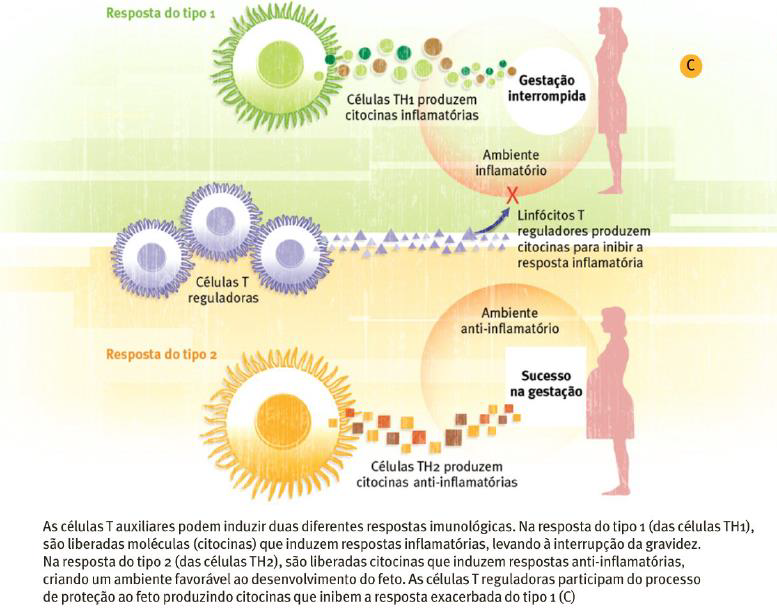 Resposta do tipo 1
C
Células TH1 produzem
citocinas inflamatórias
Gestação
interrompida
Ambiente
inflamatório
X
Linfócitos T
reguladores produzem
citocinas para inibir a
resposta inflamatória
Células T
reguladoras
Ambiente
anti-inflamatório
Resposta do tipo 2
Sucesso
na gestação
Células TH2 produzem
citocinas anti-inflamatórias
As células T auxiliares podem induzir duas diferentes respostas imunológicas. Na resposta do tipo 1 (das células TH1),
são liberadas moléculas (citocinas) que induzem respostas inflamatórias, levando à interrupção da gravidez.
Na resposta do tipo 2 (das células TH2), são liberadas citocinas que induzem respostas anti-inflamatórias,
criando um ambiente favorável ao desenvolvimento do feto. As células T reguladoras participam do processo
de proteção ao feto produzindo citocinas que inibem a resposta exacerbada do tipo 1 (C)